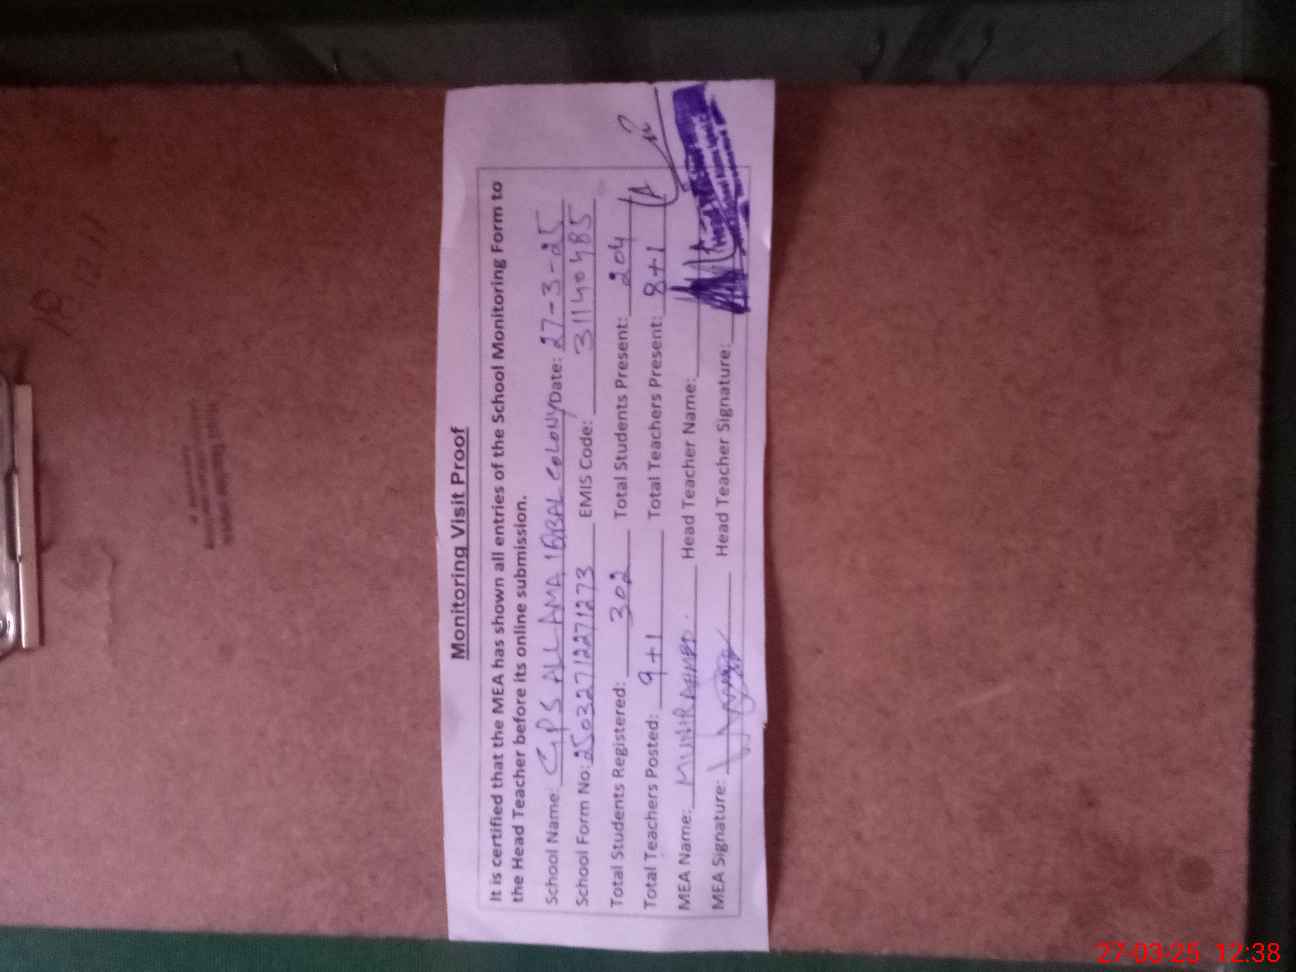 Monitoring Visit Proof
It is certified that the MEA has shown all entries of the School Monitoring Form to
the Head Teacher before its online submission.
School Name: GPS ALLAMA IQBAL COLONY Date: 27-3-25
School Form No: 25032712271273 EMIS Code: 31140485
Total Students Registered: 302 Total Students Present: 204
Total Teachers Posted: 9+1 Total Teachers Present: 8+1
MEA Name: MUNIR AHMED. Head Teacher Name:
MEA Signature: Head Teacher Signature:
27-03-25 12:38